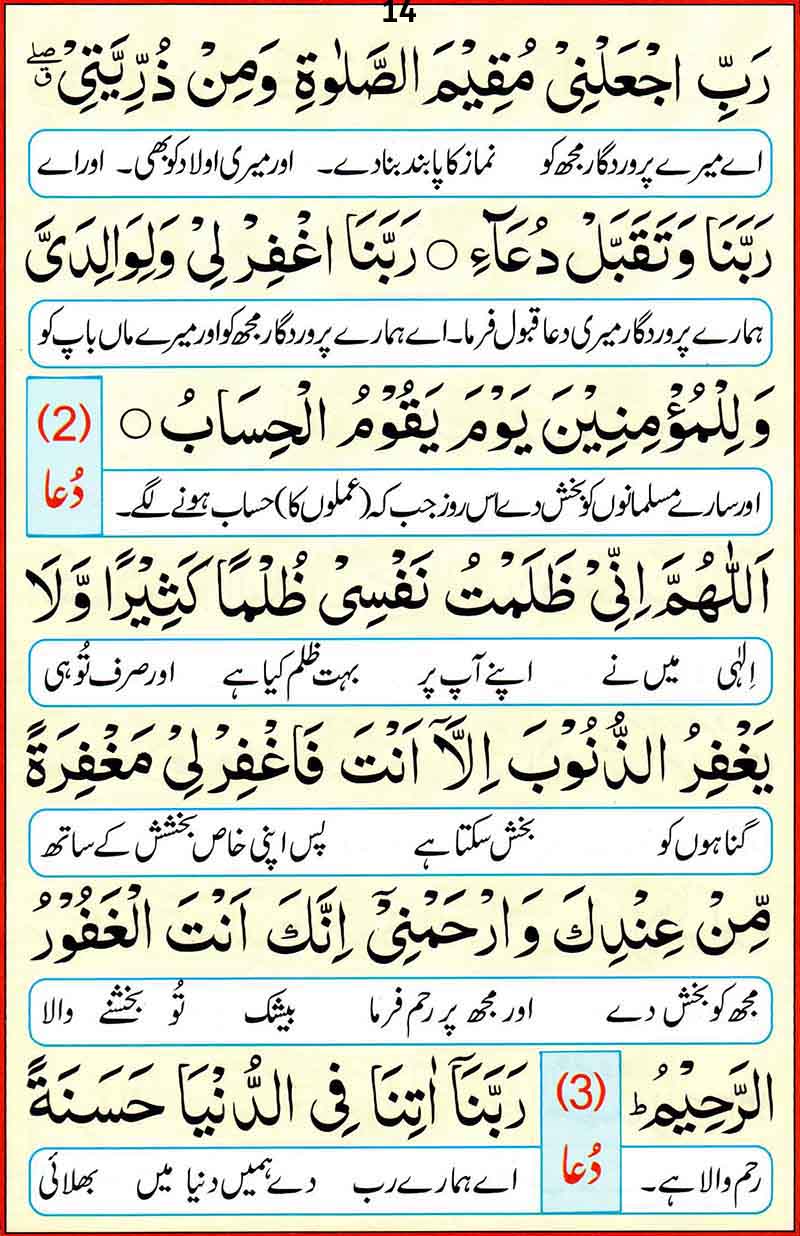 14
رَبِّ اجْعَلْنِىْ مُقِيْمَ الصَّلٰوةِ وَمِنْ ذُرِّيَّتِىْ ۖق صلے
اے میرے پروردگار مجھ کو نماز کا پابند بنا دے۔ اور میری اولاد کو بھی۔ اور اے
رَبَّنَا وَتَقَبَّلْ دُعَآءِ ○ رَبَّنَا اغْفِرْ لِىْ وَلِوَالِدَىَّ
ہمارے پروردگار میری دعا قبول فرما۔ اے ہمارے پروردگار مجھ کو اور میرے ماں باپ کو
وَلِلْمُؤْمِنِيْنَ يَوْمَ يَقُوْمُ الْحِسَابُ ○
اور سارے مسلمانوں کو بخش دے اس روز جب کہ (عملوں کا) حساب ہونے لگے۔
(2)
دُعا
اَللّٰهُمَّ اِنِّىْ ظَلَمْتُ نَفْسِىْ ظُلْمًا كَثِيْرًا وَّلَا
اِلٰہی میں نے اپنے آپ پر بہت ظلم کیا ہے اور صرف تُو ہی
يَغْفِرُ الذُّنُوْبَ اِلَّآ اَنْتَ فَاغْفِرْلِىْ مَغْفِرَةً
گناہوں کو بخش سکتا ہے پس اپنی خاص بخشش کے ساتھ
مِّنْ عِنْدِكَ وَارْحَمْنِىْٓ اِنَّكَ اَنْتَ الْغَفُوْرُ
مجھ کو بخش دے اور مجھ پر رحم فرما بیشک تُو بخشنے والا
الرَّحِيْمُ ؕ
رحم والا ہے۔
(3)
دُعا
رَبَّنَآ اٰتِنَا فِى الدُّنْيَا حَسَنَةً
اے ہمارے رب دے ہمیں دنیا میں بھلائی